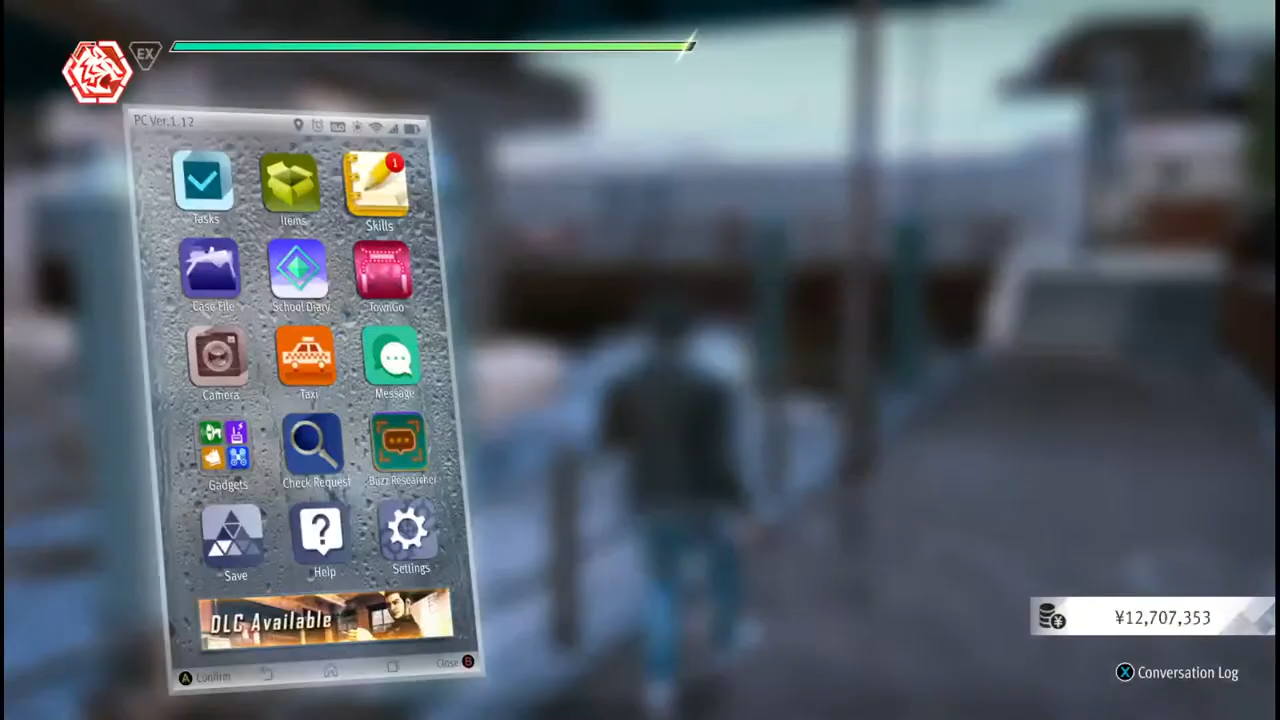 EX
PC Ver.1.12
Tasks
Items
1
Skills
Case File
School Diary
TownGo
Camera
Taxi
Message
Gadgets
Check Request
Buzz Researcher
Save
?
Help
Settings
DLC Available
A Confirm
Close B
¥12,707,353
X Conversation Log